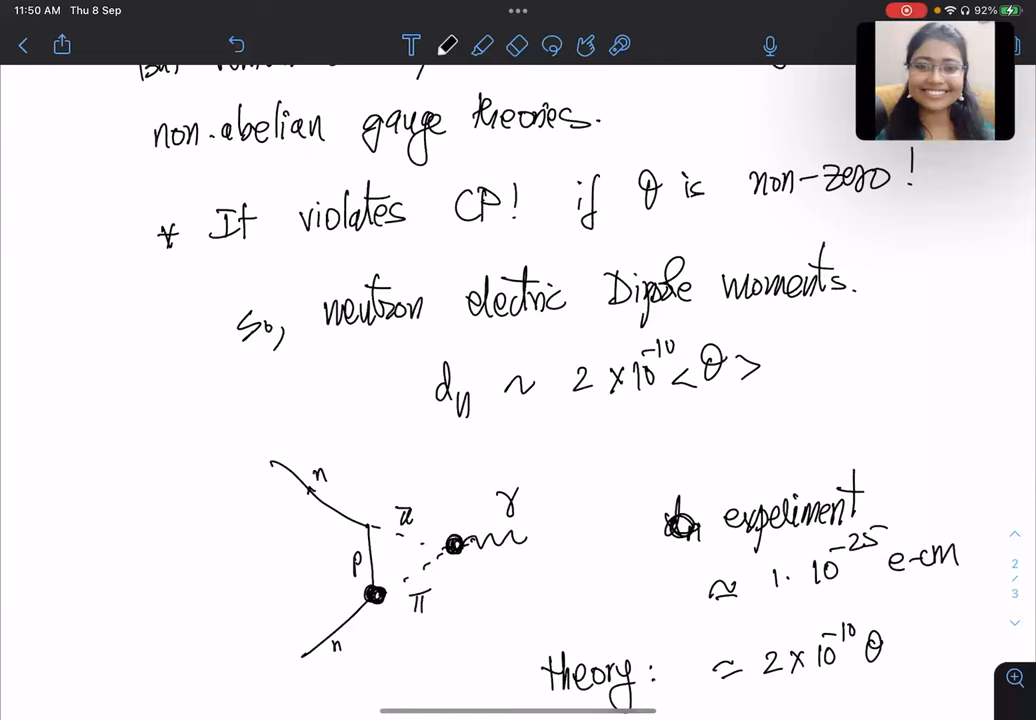 11:50 AM Thu 8 Sep
92%
non-abelian gauge theories.
* It violates CP! if θ is non-zero!
so, neutron electric Dipole moments.
dₙ ~ 2 × 10⁻¹⁰ <θ>
n
π
γ
p
π
n
experiment
≃ 1. 10⁻²⁵ e-cm
theory: ≃ 2 × 10⁻¹⁰ θ
2
/
3